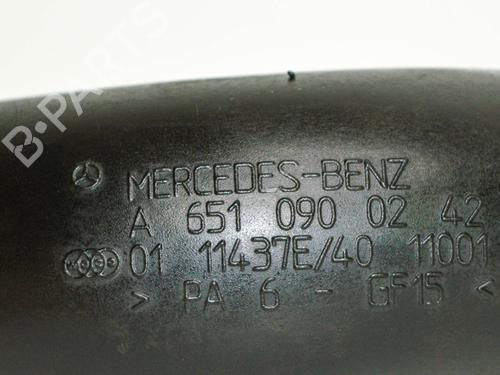 B-PARTS
MERCEDES-BENZ
A 651 090 02 42
01 11437E/40 11001
> PA 6 - GF15 <